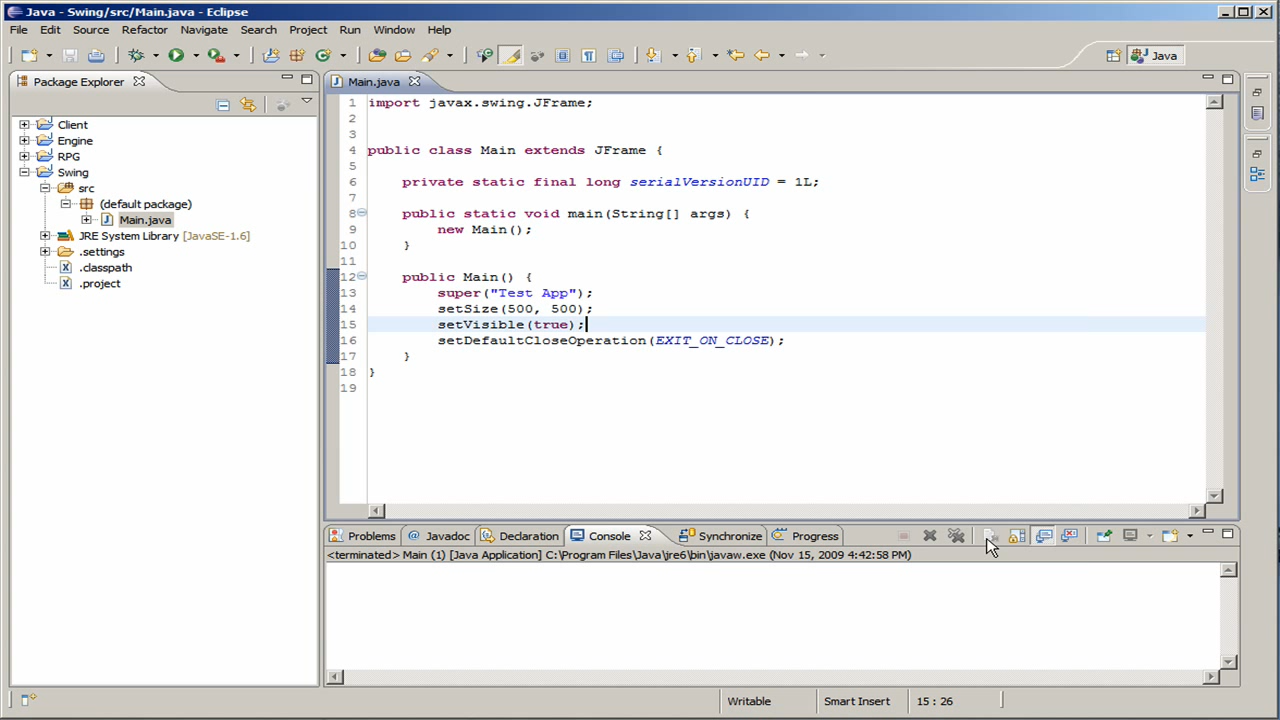 Java - Swing/src/Main.java - Eclipse
File Edit Source Refactor Navigate Search Project Run Window Help
Java
Package Explorer
Client
Engine
RPG
Swing
src
(default package)
Main.java
JRE System Library [JavaSE-1.6]
.settings
.classpath
.project
Main.java
1 import javax.swing.JFrame;
2
3
4 public class Main extends JFrame {
5
6 private static final long serialVersionUID = 1L;
7
8 public static void main(String[] args) {
9 new Main();
10 }
11
12 public Main() {
13 super("Test App");
14 setSize(500, 500);
15 setVisible(true);
16 setDefaultCloseOperation(EXIT_ON_CLOSE);
17 }
18 }
19
Problems @ Javadoc Declaration Console Synchronize Progress
<terminated> Main (1) [Java Application] C:\Program Files\Java\jre6\bin\javaw.exe (Nov 15, 2009 4:42:58 PM)
Writable Smart Insert 15 : 26